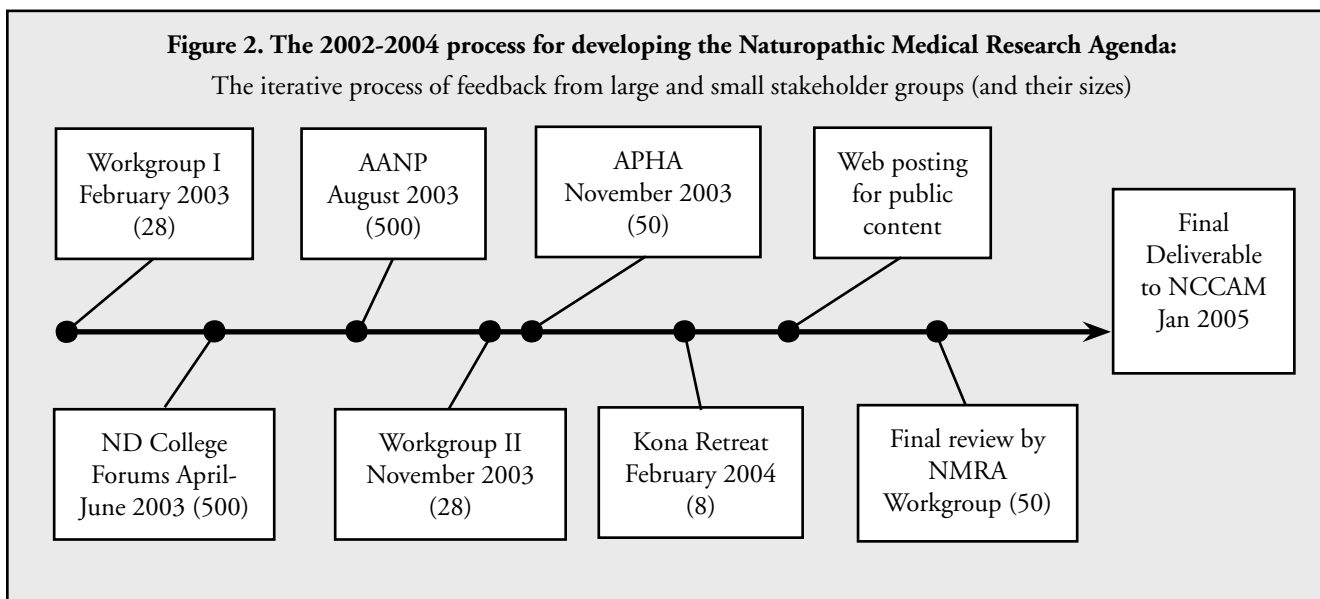 Figure 2. The 2002-2004 process for developing the Naturopathic Medical Research Agenda:
The iterative process of feedback from large and small stakeholder groups (and their sizes)
Workgroup I
February 2003
(28)
AANP
August 2003
(500)
APHA
November 2003
(50)
Web posting
for public
content
Final
Deliverable
to NCCAM
Jan 2005
ND College
Forums April-
June 2003 (500)
Workgroup II
November 2003
(28)
Kona Retreat
February 2004
(8)
Final review by
NMRA
Workgroup (50)